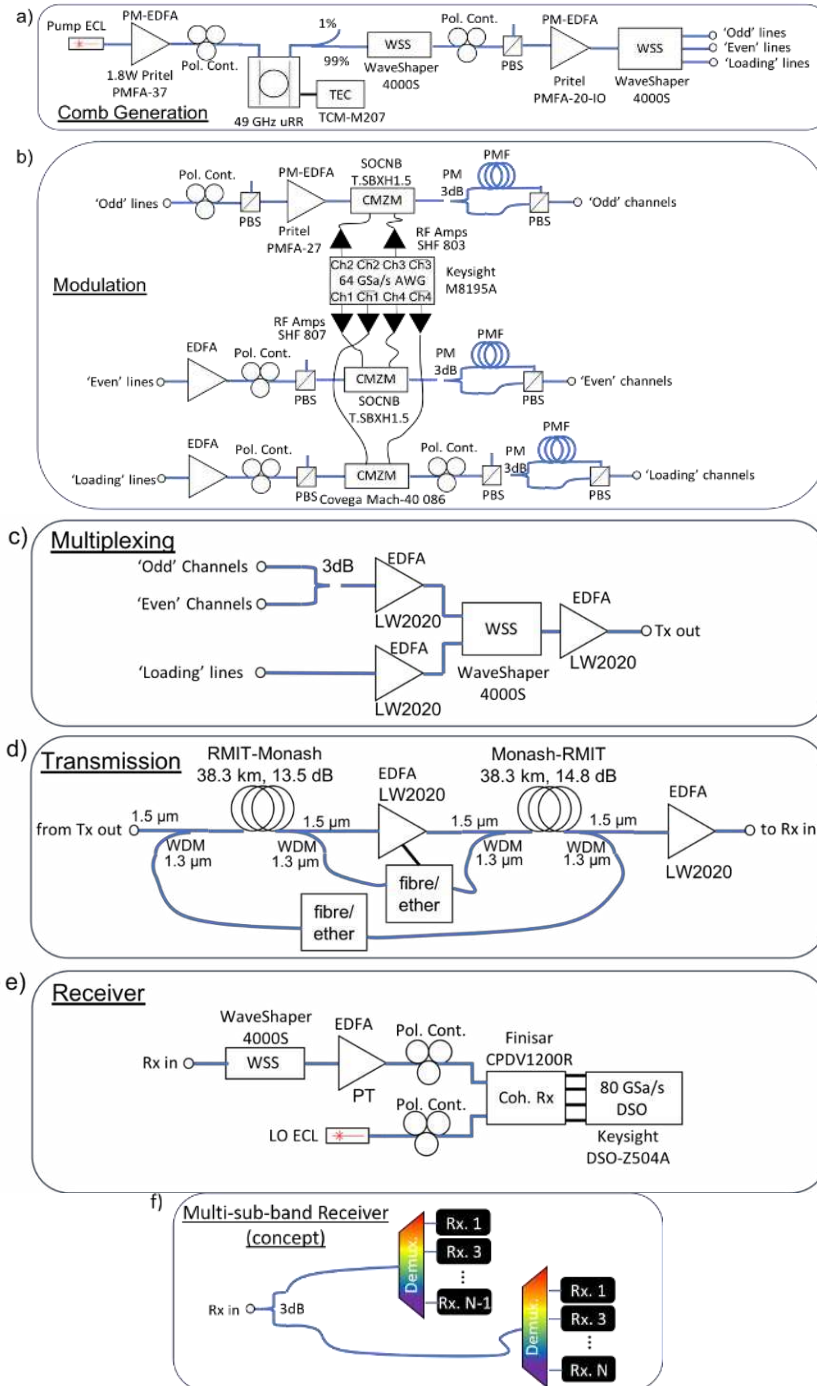 a)
Pump ECL
PM-EDFA
1.8W Pritel
PMFA-37
Pol. Cont.
1%
99%
49 GHz uRR
TEC
TCM-M207
WSS
WaveShaper
4000S
Pol. Cont.
PBS
PM-EDFA
Pritel
PMFA-20-IO
WSS
WaveShaper
4000S
'Odd' lines
'Even' lines
'Loading' lines
Comb Generation
b)
'Odd' lines
Pol. Cont.
PBS
PM-EDFA
Pritel
PMFA-27
SOCNB
T.SBXH1.5
CMZM
PM
3dB
PMF
PBS
'Odd' channels
RF Amps
SHF 803
Modulation
Ch2 Ch2 Ch3 Ch3
64 GSa/s AWG
Ch1 Ch1 Ch4 Ch4
Keysight
M8195A
RF Amps
SHF 807
'Even' lines
EDFA
Pol. Cont.
PBS
CMZM
SOCNB
T.SBXH1.5
PM
3dB
PMF
PBS
'Even' channels
'Loading' lines
EDFA
Pol. Cont.
PBS
CMZM
Covega Mach-40 086
Pol. Cont.
PBS
PM
3dB
PMF
PBS
'Loading' channels
c)
Multiplexing
'Odd' Channels
'Even' Channels
3dB
EDFA
LW2020
'Loading' lines
EDFA
LW2020
WSS
WaveShaper
4000S
EDFA
LW2020
Tx out
d)
Transmission
RMIT-Monash
38.3 km, 13.5 dB
EDFA
LW2020
Monash-RMIT
38.3 km, 14.8 dB
EDFA
LW2020
from Tx out
1.5 µm
WDM
1.3 µm
1.5 µm
WDM
1.3 µm
1.5 µm
WDM
1.3 µm
1.5 µm
WDM
1.3 µm
to Rx in
fibre/
ether
fibre/
ether
e)
Receiver
Rx in
WaveShaper
4000S
WSS
EDFA
PT
Pol. Cont.
LO ECL
Pol. Cont.
Finisar
CPDV1200R
Coh. Rx
80 GSa/s
DSO
Keysight
DSO-Z504A
f)
Multi-sub-band Receiver
(concept)
Rx in
3dB
Demux.
Rx. 1
Rx. 3
Rx. N-1
Demux.
Rx. 1
Rx. 3
Rx. N